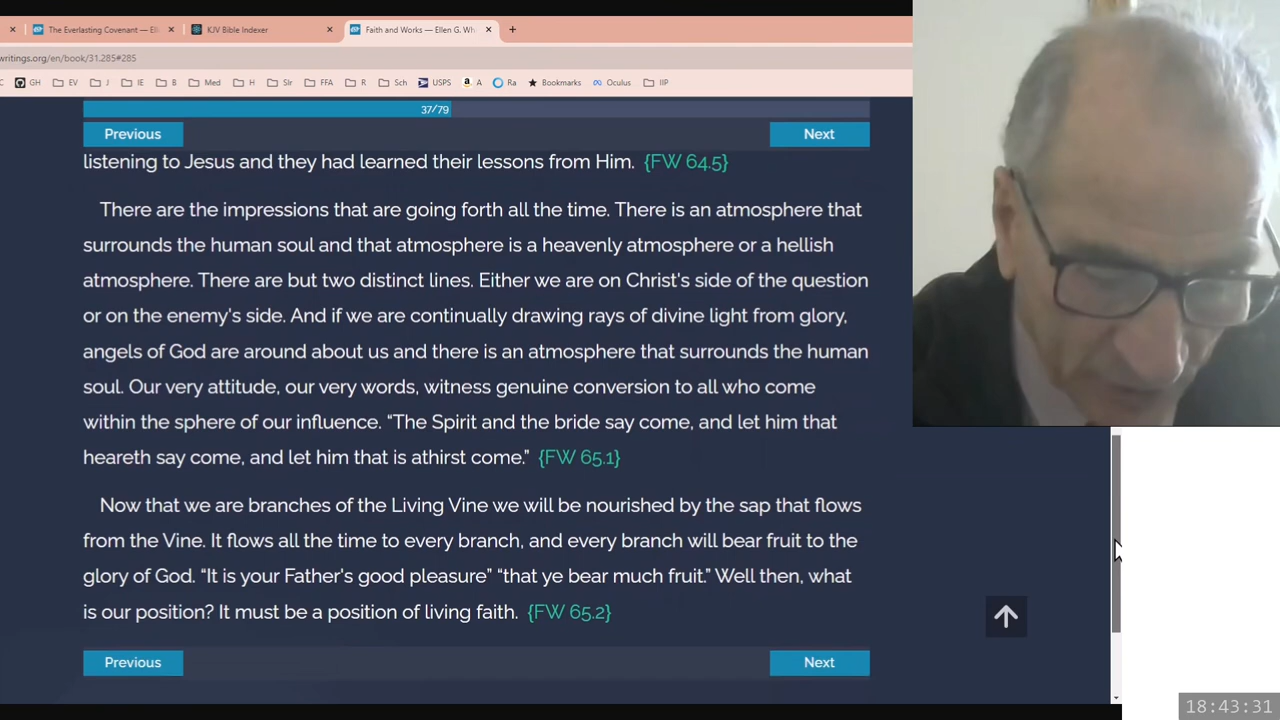 The Everlasting Covenant — Ell
KJV Bible Indexer
Faith and Works — Ellen G. Wh
writings.org/en/book/31.285#285
GH
EV
J
IE
B
Med
H
Slr
FFA
R
Sch
USPS
A
Ra
Bookmarks
Oculus
IIP
37/79
Previous
Next
listening to Jesus and they had learned their lessons from Him. {FW 64.5}
There are the impressions that are going forth all the time. There is an atmosphere that
surrounds the human soul and that atmosphere is a heavenly atmosphere or a hellish
atmosphere. There are but two distinct lines. Either we are on Christ's side of the question
or on the enemy's side. And if we are continually drawing rays of divine light from glory,
angels of God are around about us and there is an atmosphere that surrounds the human
soul. Our very attitude, our very words, witness genuine conversion to all who come
within the sphere of our influence. “The Spirit and the bride say come, and let him that
heareth say come, and let him that is athirst come.” {FW 65.1}
Now that we are branches of the Living Vine we will be nourished by the sap that flows
from the Vine. It flows all the time to every branch, and every branch will bear fruit to the
glory of God. “It is your Father's good pleasure” “that ye bear much fruit.” Well then, what
is our position? It must be a position of living faith. {FW 65.2}
Previous
Next
18:43:31